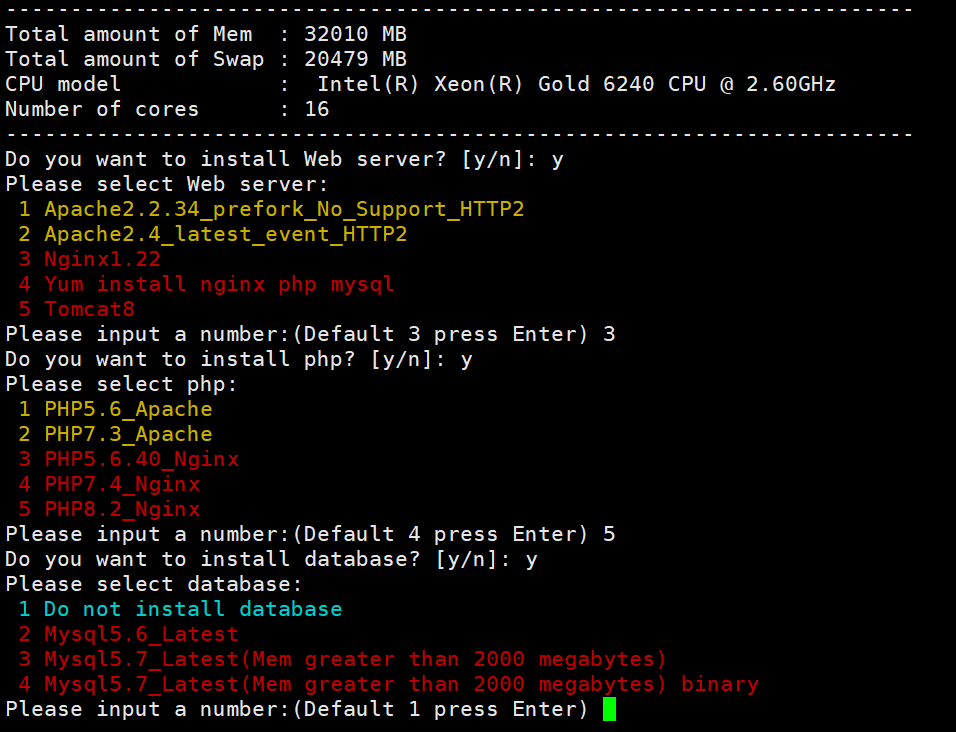 ----------------------------------------------------------------------
Total amount of Mem  : 32010 MB
Total amount of Swap : 20479 MB
CPU model            :  Intel(R) Xeon(R) Gold 6240 CPU @ 2.60GHz
Number of cores      : 16
----------------------------------------------------------------------
Do you want to install Web server? [y/n]: y
Please select Web server:
 1 Apache2.2.34_prefork_No_Support_HTTP2
 2 Apache2.4_latest_event_HTTP2
 3 Nginx1.22
 4 Yum install nginx php mysql
 5 Tomcat8
Please input a number:(Default 3 press Enter) 3
Do you want to install php? [y/n]: y
Please select php:
 1 PHP5.6_Apache
 2 PHP7.3_Apache
 3 PHP5.6.40_Nginx
 4 PHP7.4_Nginx
 5 PHP8.2_Nginx
Please input a number:(Default 4 press Enter) 5
Do you want to install database? [y/n]: y
Please select database:
 1 Do not install database
 2 Mysql5.6_Latest
 3 Mysql5.7_Latest(Mem greater than 2000 megabytes)
 4 Mysql5.7_Latest(Mem greater than 2000 megabytes) binary
Please input a number:(Default 1 press Enter)